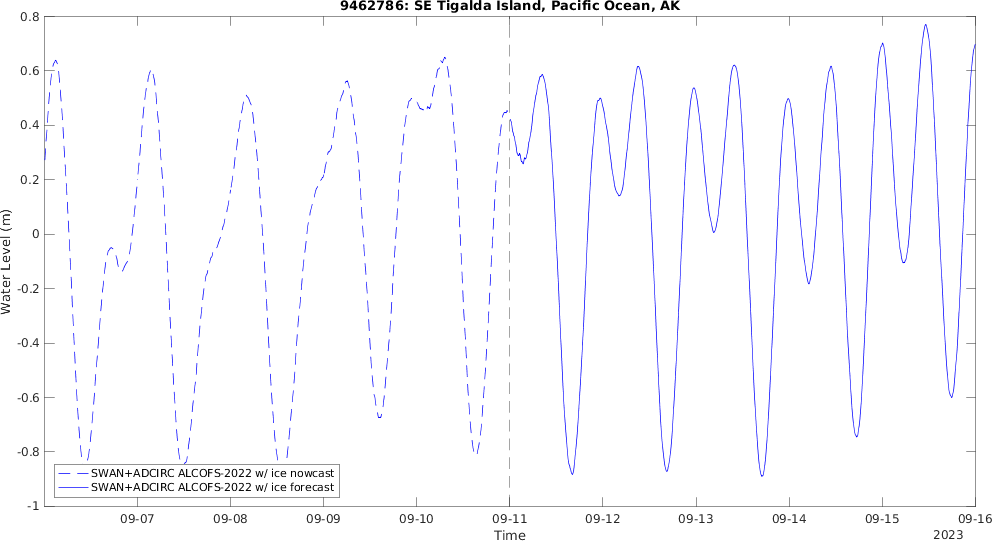 9462786: SE Tigalda Island, Pacific Ocean, AK
0.8
0.6
0.4
0.2
0
-0.2
-0.4
-0.6
-0.8
-1
Water Level (m)
SWAN+ADCIRC ALCOFS-2022 w/ ice nowcast
SWAN+ADCIRC ALCOFS-2022 w/ ice forecast
09-07 09-08 09-09 09-10 09-11 09-12 09-13 09-14 09-15 09-16
Time
2023